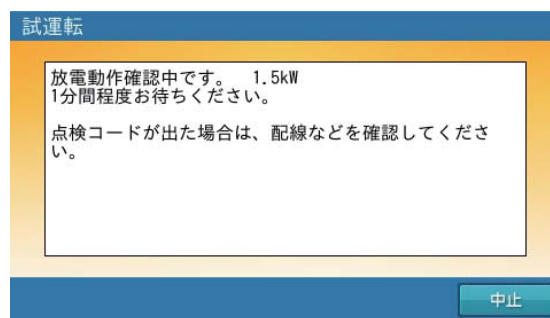 試運転
放電動作確認中です。 1.5kW
1分間程度お待ちください。
点検コードが出た場合は、配線などを確認してくださ
い。
中止